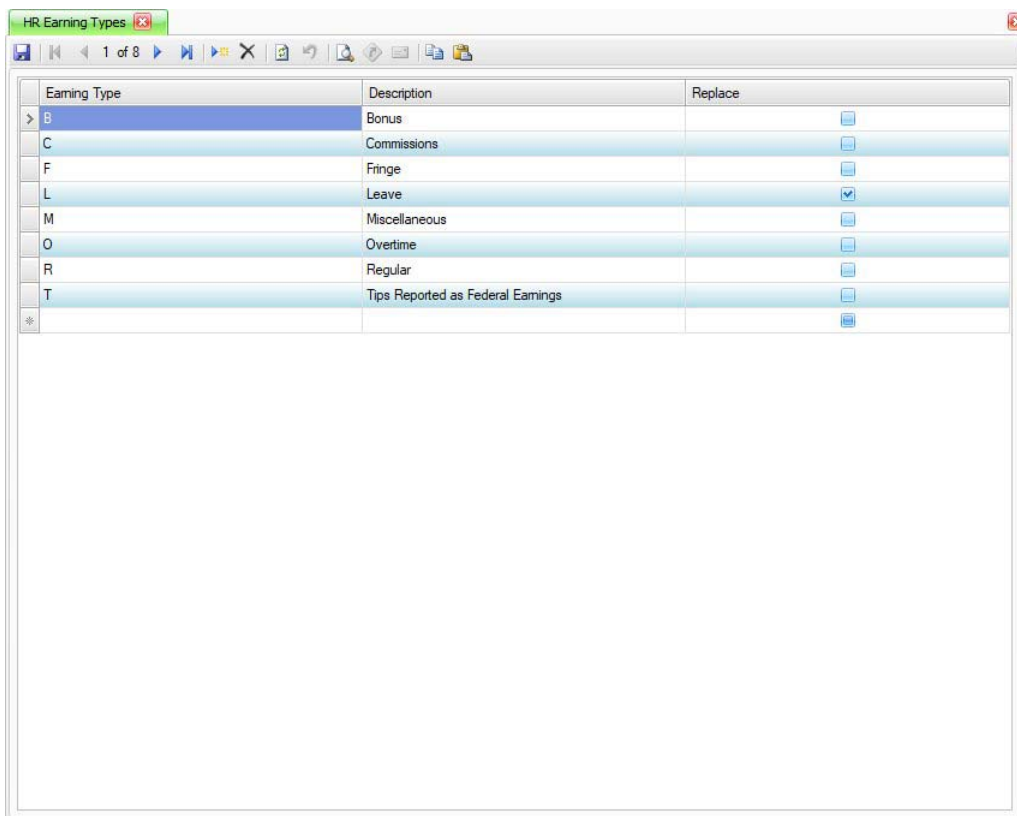 HR Earning Types
1 of 8
Earning Type Description Replace
B Bonus
C Commissions
F Fringe
L Leave
M Miscellaneous
O Overtime
R Regular
T Tips Reported as Federal Earnings